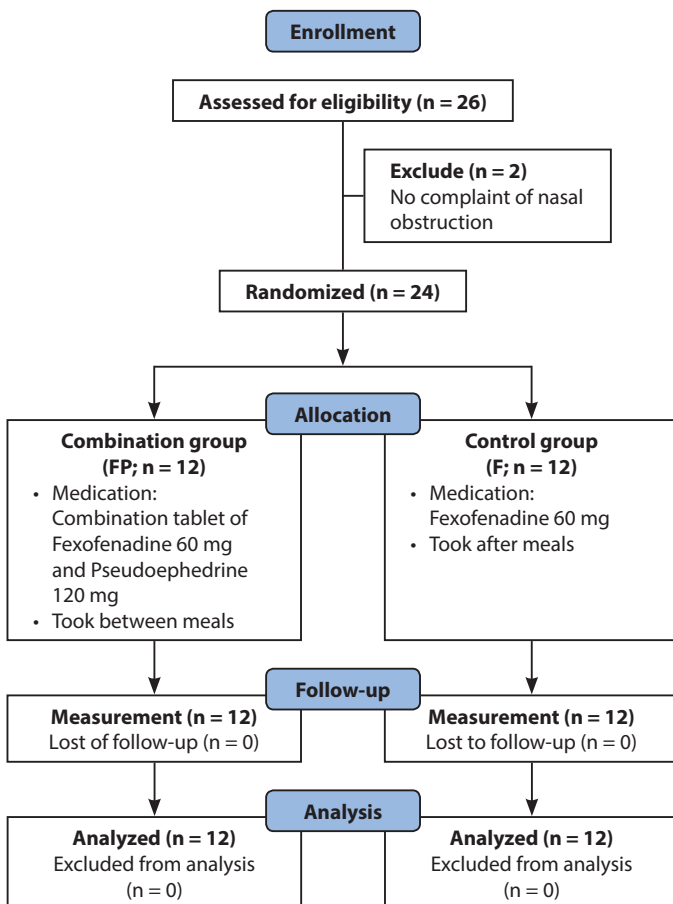 Enrollment
Assessed for eligibility (n = 26)
Exclude (n = 2)
No complaint of nasal
obstruction
Randomized (n = 24)
Allocation
Combination group
(FP; n = 12)
• Medication:
Combination tablet of
Fexofenadine 60 mg
and Pseudoephedrine
120 mg
• Took between meals
Control group
(F; n = 12)
• Medication:
Fexofenadine 60 mg
• Took after meals
Follow-up
Measurement (n = 12)
Lost of follow-up (n = 0)
Measurement (n = 12)
Lost to follow-up (n = 0)
Analysis
Analyzed (n = 12)
Excluded from analysis
(n = 0)
Analyzed (n = 12)
Excluded from analysis
(n = 0)